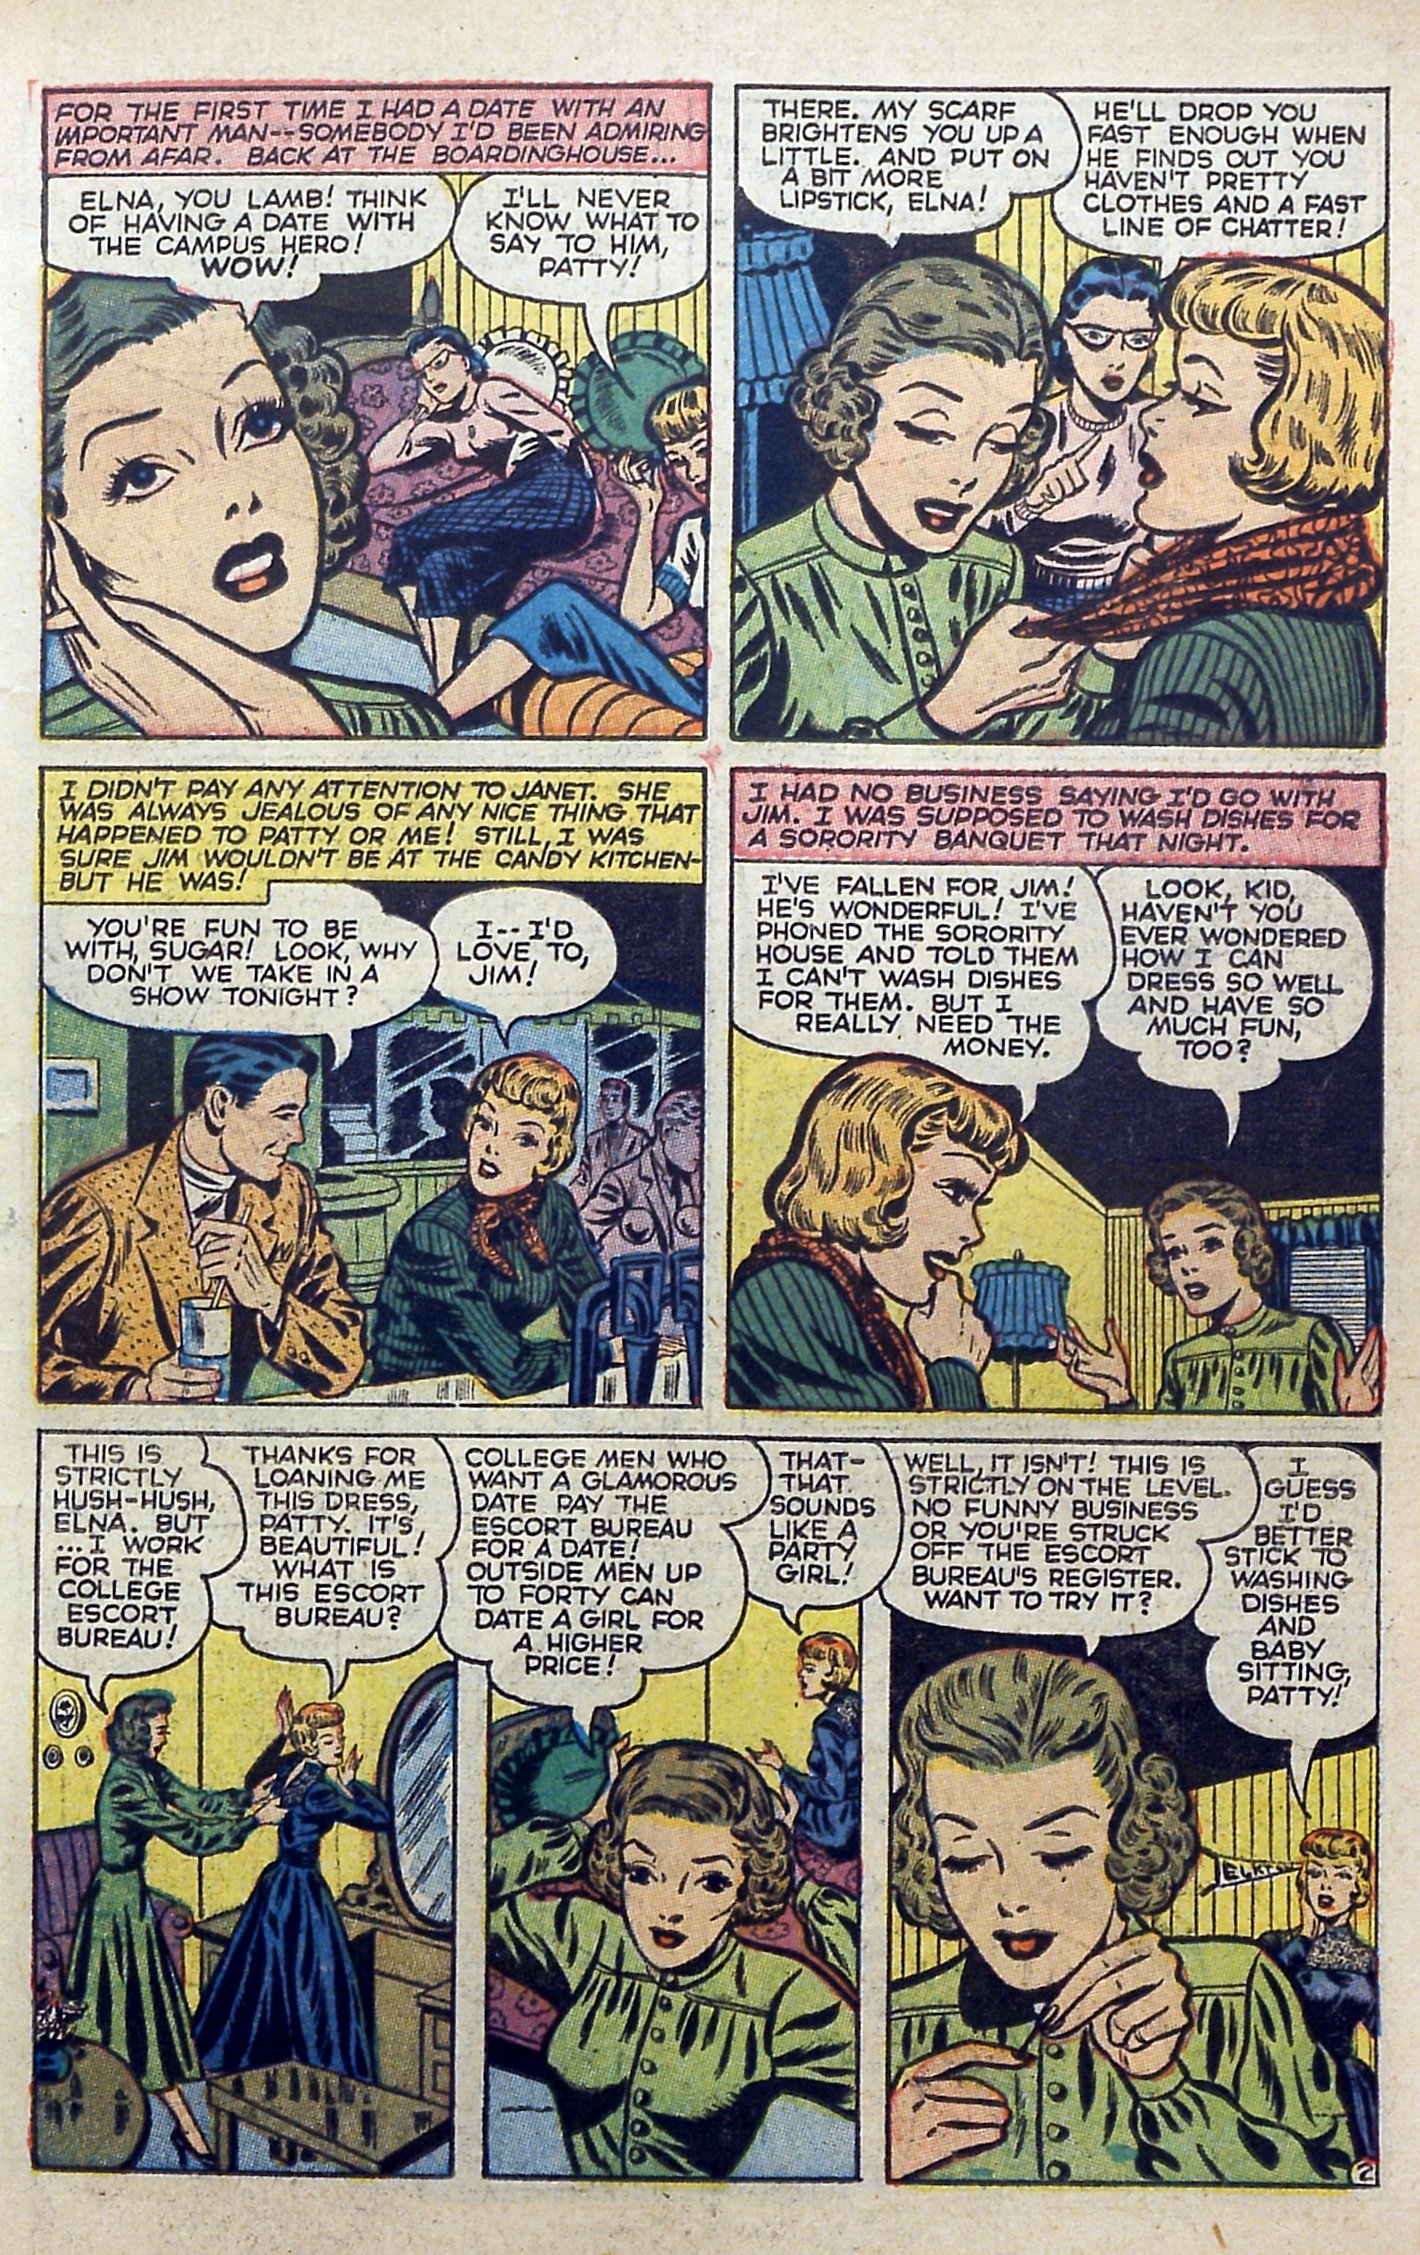 FOR THE FIRST TIME I HAD A DATE WITH AN
IMPORTANT MAN--SOMEBODY I'D BEEN ADMIRING
FROM AFAR. BACK AT THE BOARDINGHOUSE...
ELNA, YOU LAMB! THINK
OF HAVING A DATE WITH
THE CAMPUS HERO!
WOW!
I'LL NEVER
KNOW WHAT TO
SAY TO HIM,
PATTY!
THERE. MY SCARF
BRIGHTENS YOU UP A
LITTLE. AND PUT ON
A BIT MORE
LIPSTICK, ELNA!
HE'LL DROP YOU
FAST ENOUGH WHEN
HE FINDS OUT YOU
HAVEN'T PRETTY
CLOTHES AND A FAST
LINE OF CHATTER!
I DIDN'T PAY ANY ATTENTION TO JANET. SHE
WAS ALWAYS JEALOUS OF ANY NICE THING THAT
HAPPENED TO PATTY OR ME! STILL, I WAS
SURE JIM WOULDN'T BE AT THE CANDY KITCHEN-
BUT HE WAS!
YOU'RE FUN TO BE
WITH, SUGAR! LOOK, WHY
DON'T WE TAKE IN A
SHOW TONIGHT?
I--I'D
LOVE, TO,
JIM!
I HAD NO BUSINESS SAYING I'D GO WITH
JIM. I WAS SUPPOSED TO WASH DISHES FOR
A SORORITY BANQUET THAT NIGHT.
I'VE FALLEN FOR JIM!
HE'S WONDERFUL! I'VE
PHONED THE SORORITY
HOUSE AND TOLD THEM
I CAN'T WASH DISHES
FOR THEM. BUT I
REALLY NEED THE
MONEY.
LOOK, KID,
HAVEN'T YOU
EVER WONDERED
HOW I CAN
DRESS SO WELL
AND HAVE SO
MUCH FUN,
TOO?
THIS IS
STRICTLY
HUSH-HUSH,
ELNA. BUT
...I WORK
FOR THE
COLLEGE
ESCORT
BUREAU!
THANKS FOR
LOANING ME
THIS DRESS,
PATTY. IT'S
BEAUTIFUL!
WHAT IS
THIS ESCORT
BUREAU?
COLLEGE MEN WHO
WANT A GLAMOROUS
DATE PAY THE
ESCORT BUREAU
FOR A DATE!
OUTSIDE MEN UP
TO FORTY CAN
DATE A GIRL FOR
A HIGHER
PRICE!
THAT-
THAT
SOUNDS
LIKE A
PARTY
GIRL!
WELL, IT ISN'T! THIS IS
STRICTLY ON THE LEVEL.
NO FUNNY BUSINESS
OR YOU'RE STRUCK
OFF THE ESCORT
BUREAU'S REGISTER.
WANT TO TRY IT?
I
GUESS
I'D
BETTER
STICK TO
WASHING
DISHES
AND
BABY
SITTING,
PATTY!
2